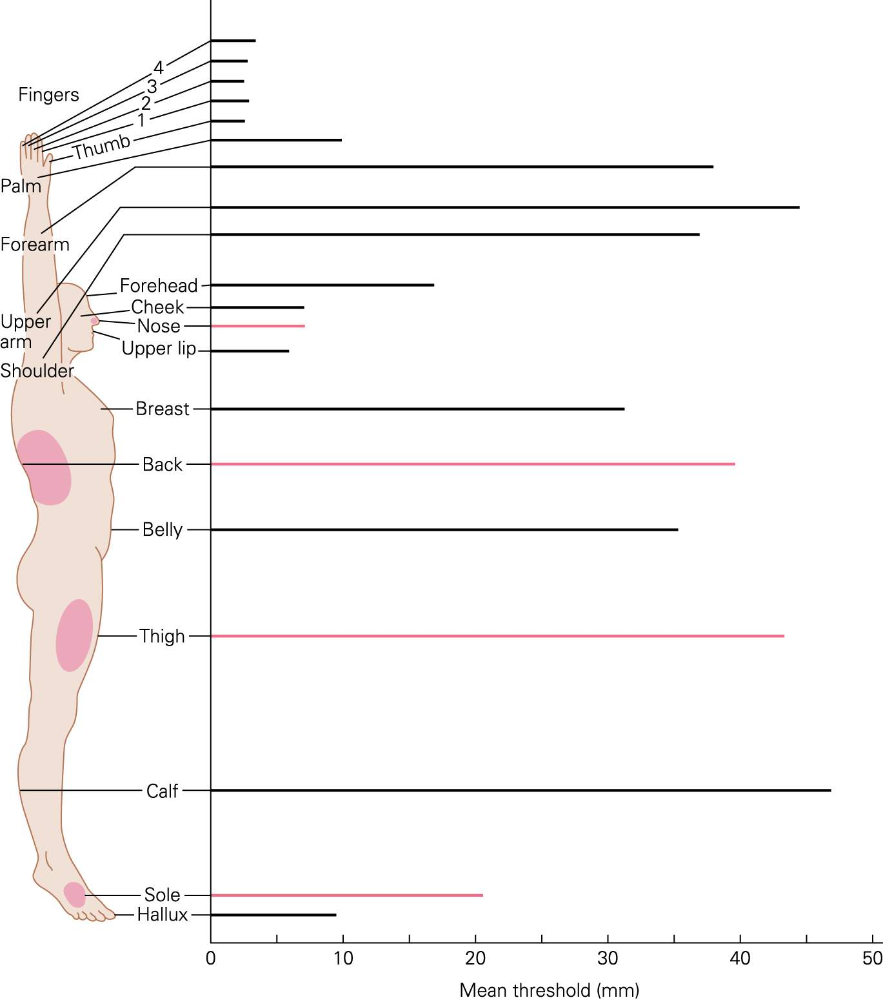 4
3
Fingers
2
1
Thumb
Palm
Forearm
Forehead
Cheek
Upper
arm
Nose
Upper lip
Shoulder
Breast
Back
Belly
Thigh
Calf
Sole
Hallux
0 10 20 30 40 50
Mean threshold (mm)